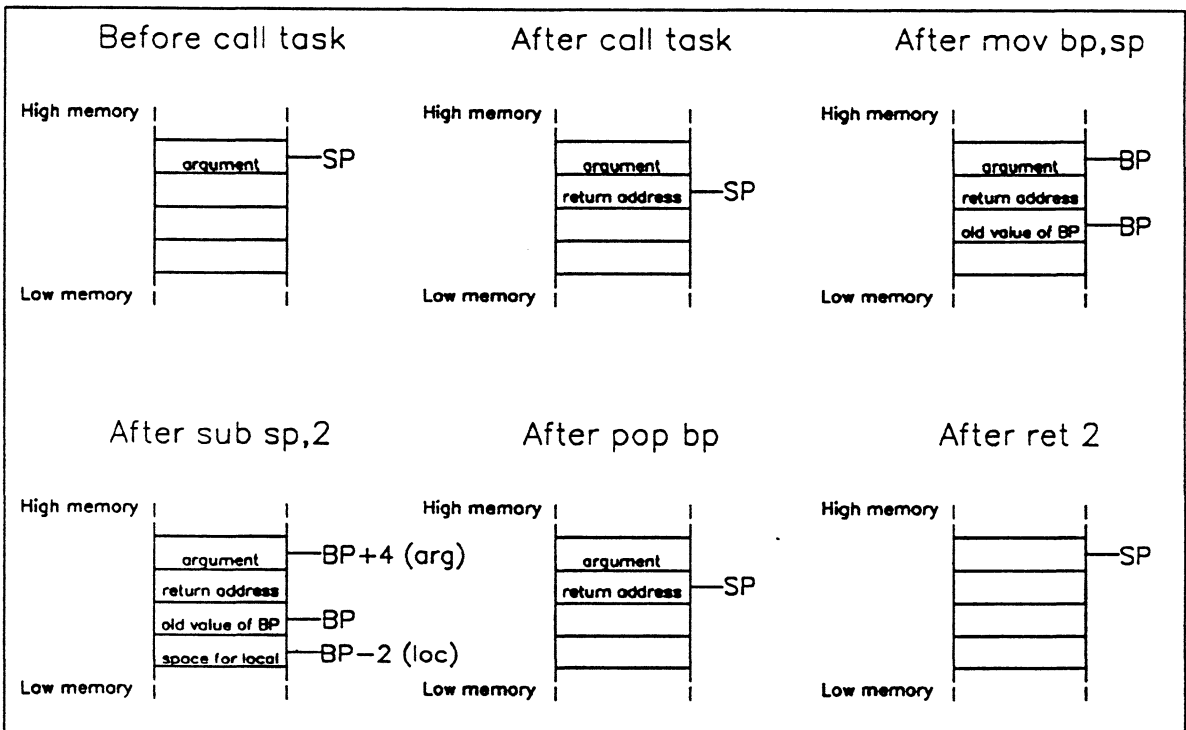 Before call task
High memory
argument
SP
Low memory
After call task
High memory
argument
return address
SP
Low memory
After mov bp,sp
High memory
argument
BP
return address
old value of BP
BP
Low memory
After sub sp,2
High memory
argument
BP+4 (arg)
return address
old value of BP
BP
space for local
BP-2 (loc)
Low memory
After pop bp
High memory
argument
return address
SP
Low memory
After ret 2
High memory
SP
Low memory